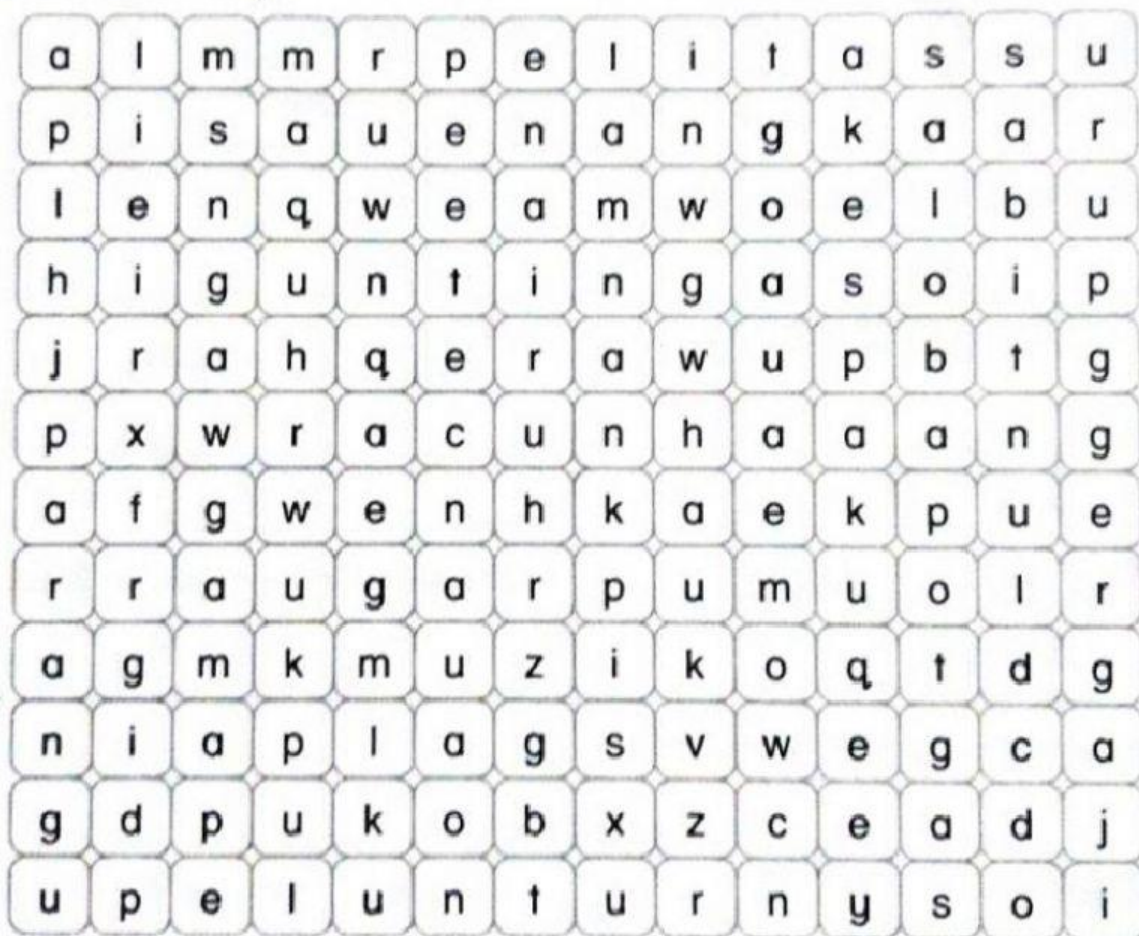 a l m m r p e l i t a s s u
p i s a u e n a n g k a a r
l e n q w e a m w o e l b u
h i g u n t i n g a s o i p
j r a h q e r a w u p b t g
p x w r a c u n h a a a n g
a f g w e n h k a e k p u e
r r a u g a r p u m u o l r
a g m k m u z i k o q t d g
n i a p l a g s v w e g c a
g d p u k o b x z c e a d j
u p e l u n t u r n y s o i